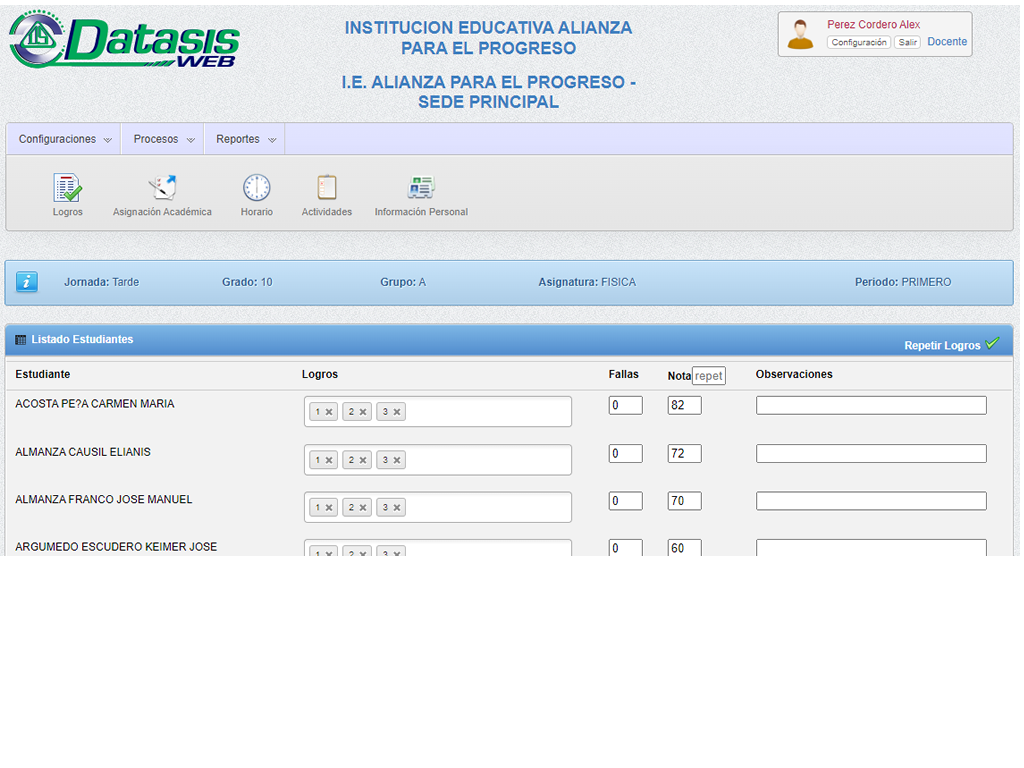 Datasis
WEB
INSTITUCION EDUCATIVA ALIANZA
PARA EL PROGRESO
I.E. ALIANZA PARA EL PROGRESO -
SEDE PRINCIPAL
Perez Cordero Alex
Configuración Salir Docente
Configuraciones Procesos Reportes
Logros Asignación Académica Horario Actividades Información Personal
i Jornada: Tarde Grado: 10 Grupo: A Asignatura: FISICA Periodo: PRIMERO
Listado Estudiantes
Repetir Logros
Estudiante Logros Fallas Nota repet Observaciones
ACOSTA PE?A CARMEN MARIA 1 × 2 × 3 × 0 82
ALMANZA CAUSIL ELIANIS 1 × 2 × 3 × 0 72
ALMANZA FRANCO JOSE MANUEL 1 × 2 × 3 × 0 70
ARGUMEDO ESCUDERO KEIMER JOSE 1 × 2 × 3 × 0 60